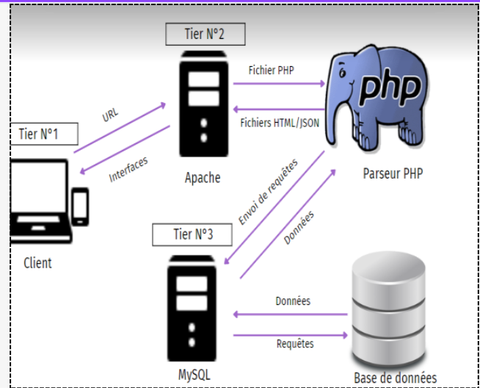 Tier N°2
Fichier PHP
php
URL
Tier N°1
Fichiers HTML/JSON
Interfaces
Apache
Parseur PHP
Envoi de requêtes
Données
Tier N°3
Client
Données
Requêtes
MySQL
Base de données